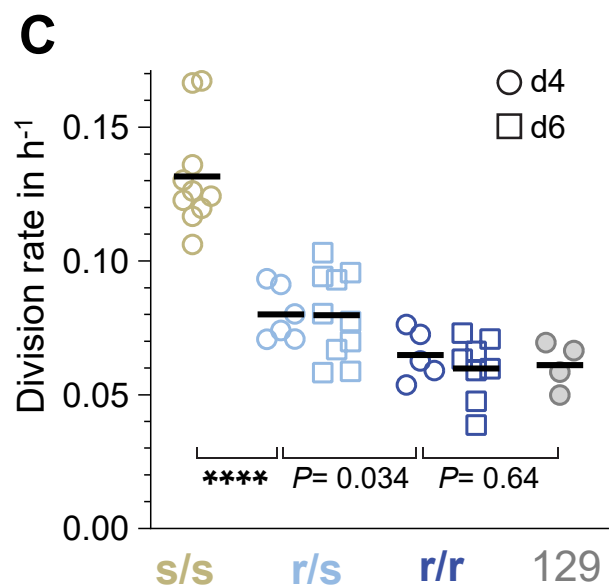 C
d4
d6
Division rate in h-1
0.15
0.10
0.05
0.00
**** P= 0.034 P= 0.64
s/s r/s r/r 129